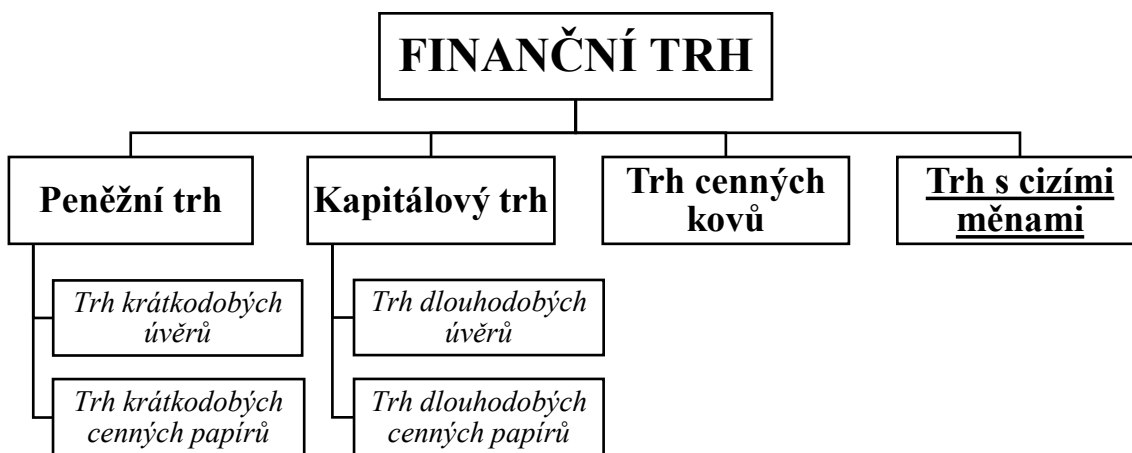 FINANČNÍ TRH
Peněžní trh
Kapitálový trh
Trh cenných
kovů
Trh s cizími
měnami
Trh krátkodobých
úvěrů
Trh dlouhodobých
úvěrů
Trh krátkodobých
cenných papírů
Trh dlouhodobých
cenných papírů